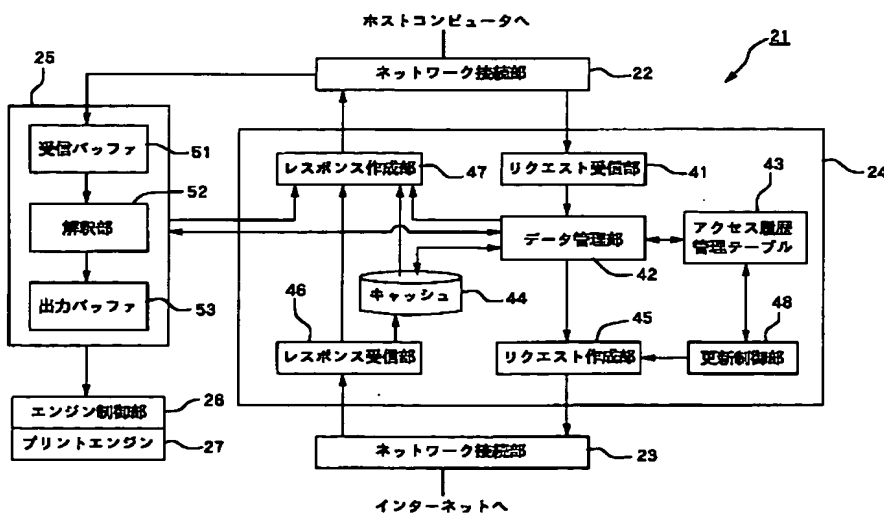 ホストコンピュータへ
21
25
ネットワーク接続部
22
受信バッファ
51
レスポンス作成部
47
リクエスト受信部
41
24
52
43
解釈部
データ管理部
42
アクセス履歴
管理テーブル
キャッシュ
44
出力バッファ
53
46
45
48
レスポンス受信部
リクエスト作成部
更新制御部
エンジン制御部
26
プリントエンジン
27
ネットワーク接続部
23
インターネットへ